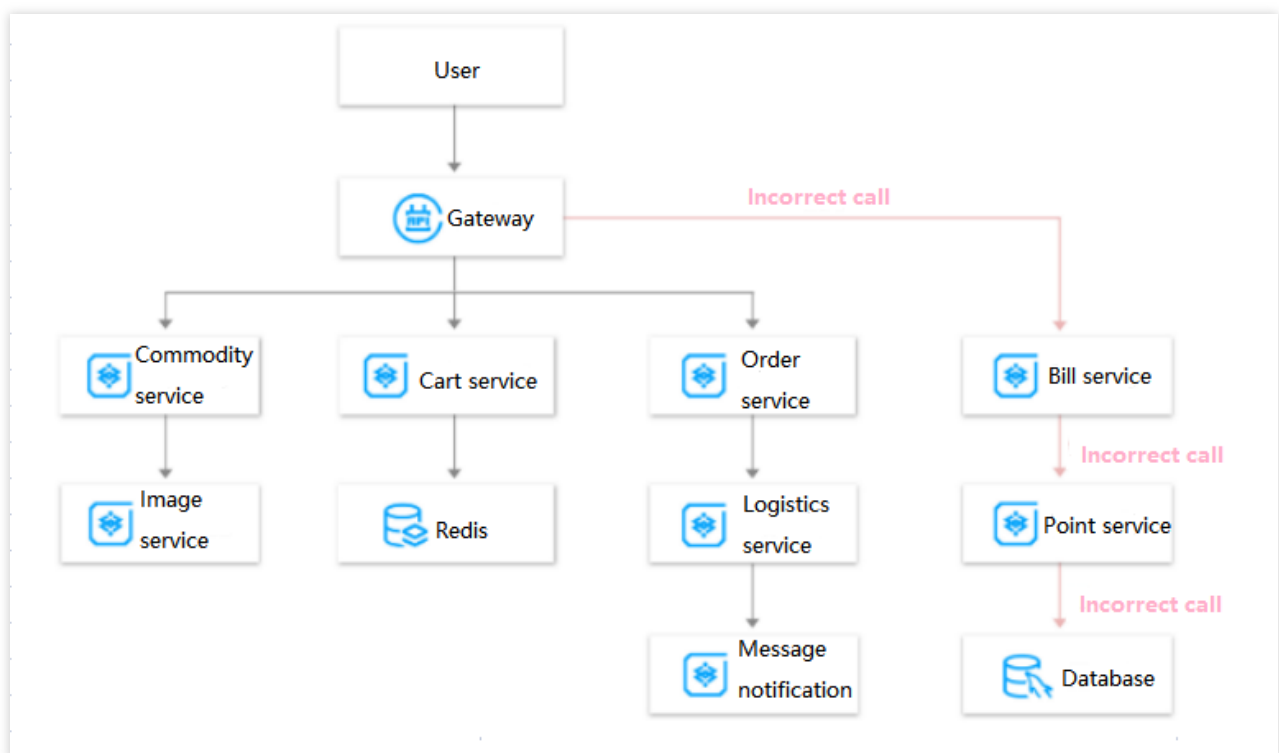 User
Incorrect call
API
Gateway
Commodity
service
Cart service
Order
service
Bill service
Incorrect call
Image
service
Redis
Logistics
service
Point service
Incorrect call
Message
notification
Database